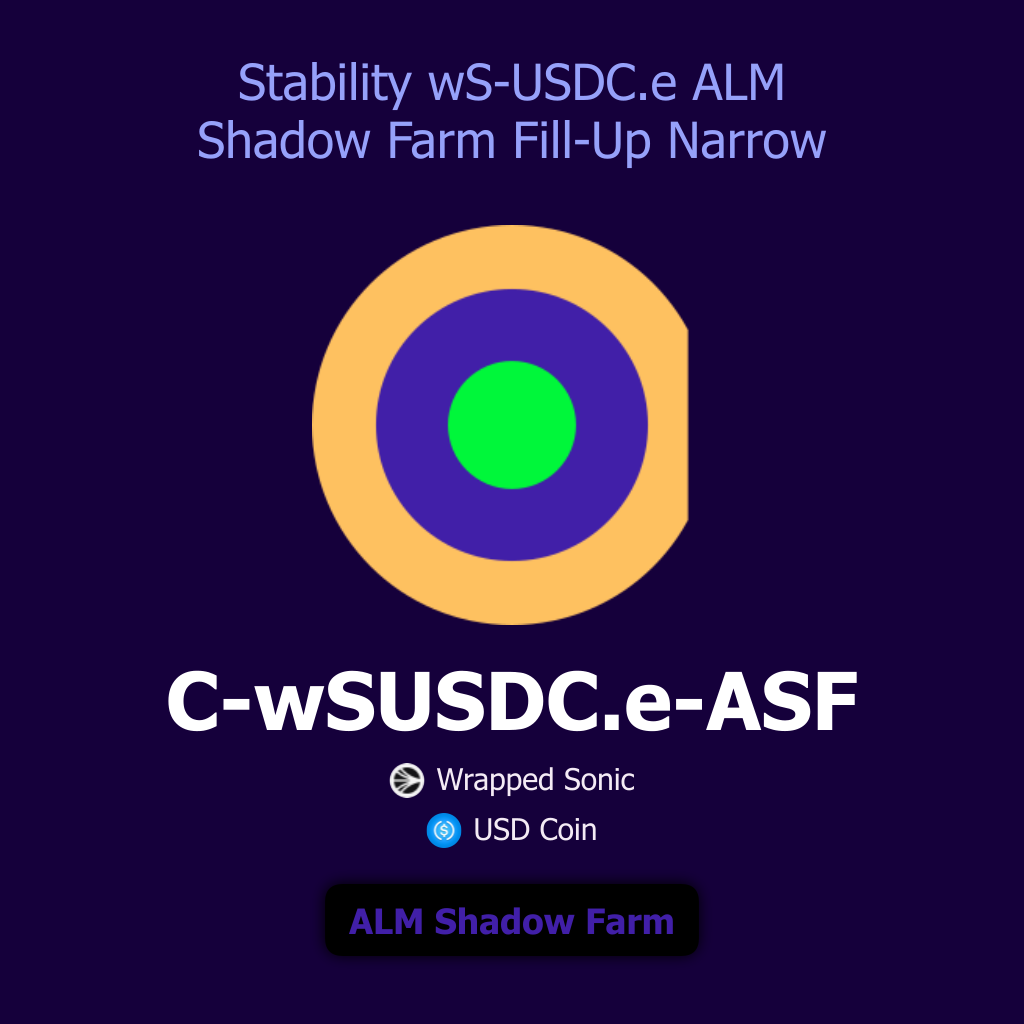 Stability wS-USDC.e ALM
Shadow Farm Fill-Up Narrow
C-wSUSDC.e-ASF
Wrapped Sonic
USD Coin
ALM Shadow Farm